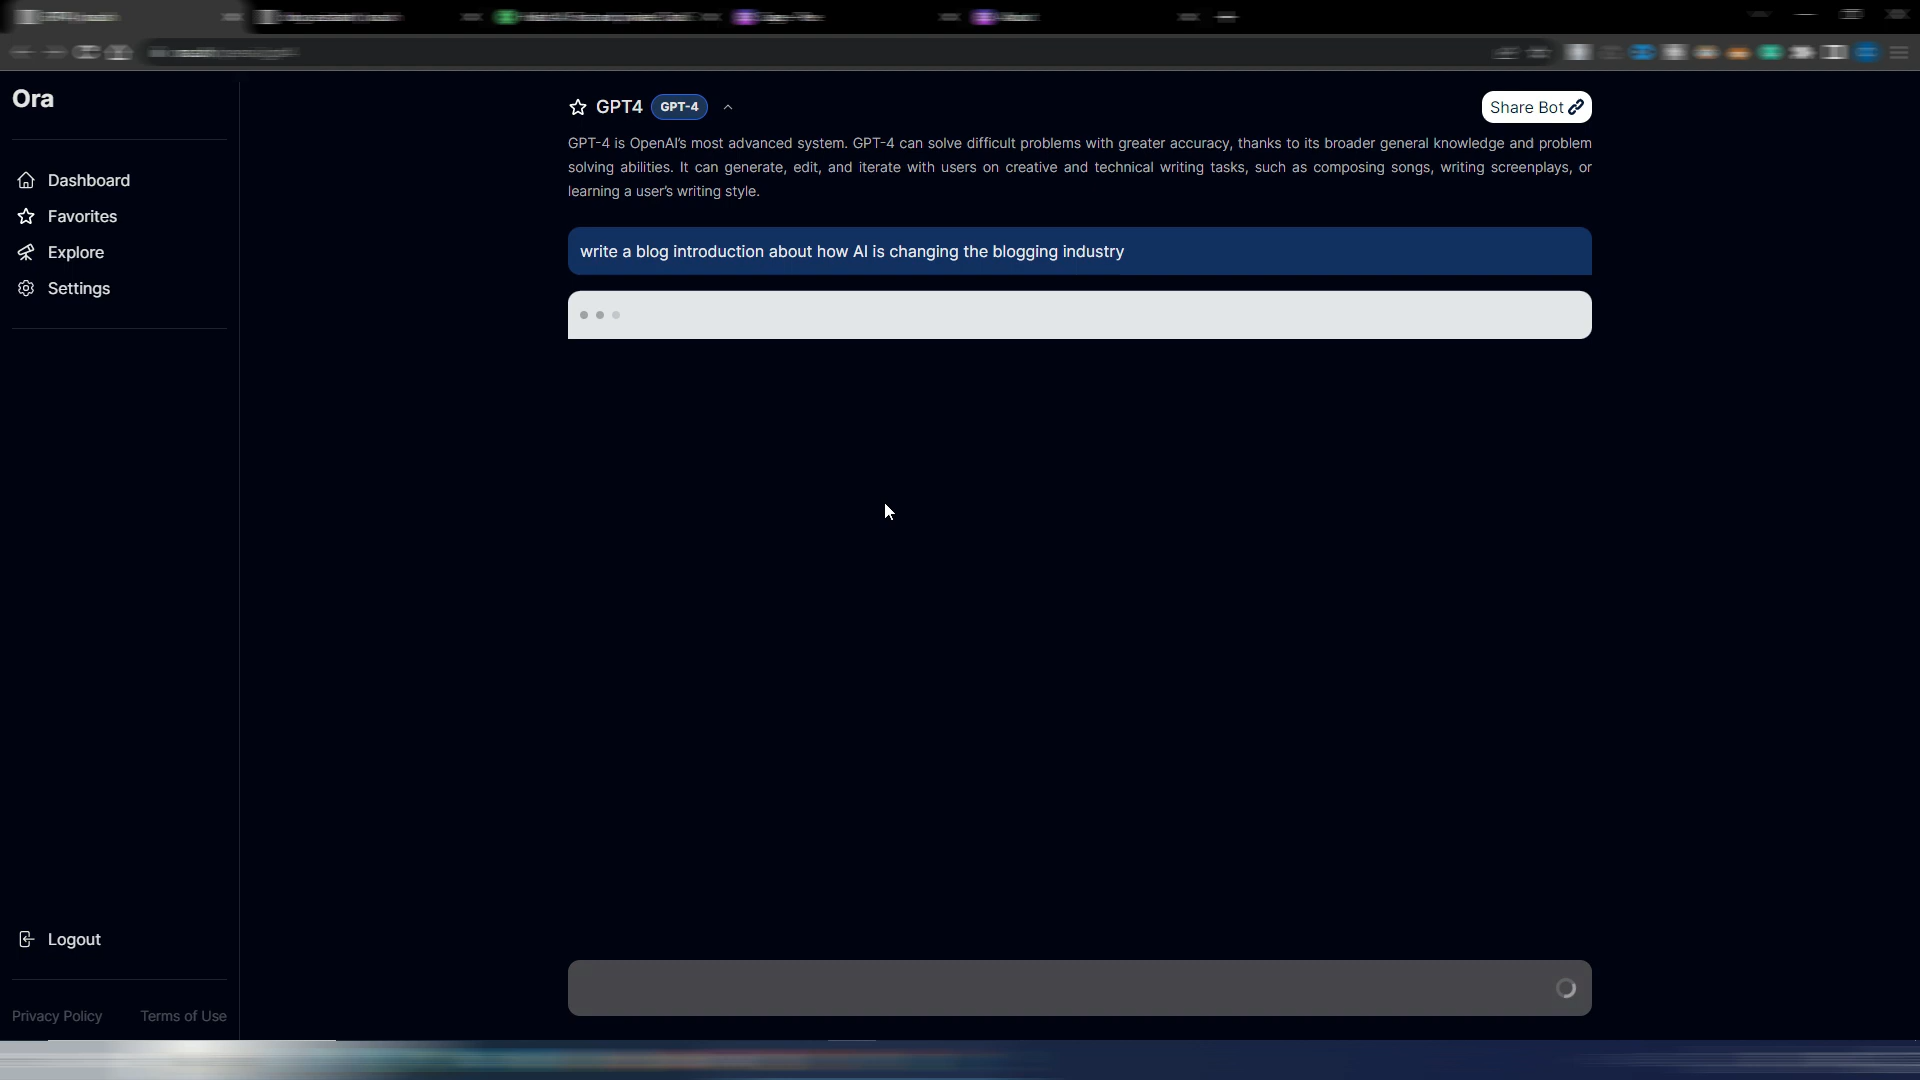 Ora
Dashboard
Favorites
Explore
Settings
Logout
Privacy Policy
Terms of Use
GPT4
GPT-4
Share Bot
GPT-4 is OpenAI's most advanced system. GPT-4 can solve difficult problems with greater accuracy, thanks to its broader general knowledge and problem
solving abilities. It can generate, edit, and iterate with users on creative and technical writing tasks, such as composing songs, writing screenplays, or
learning a user's writing style.
write a blog introduction about how AI is changing the blogging industry